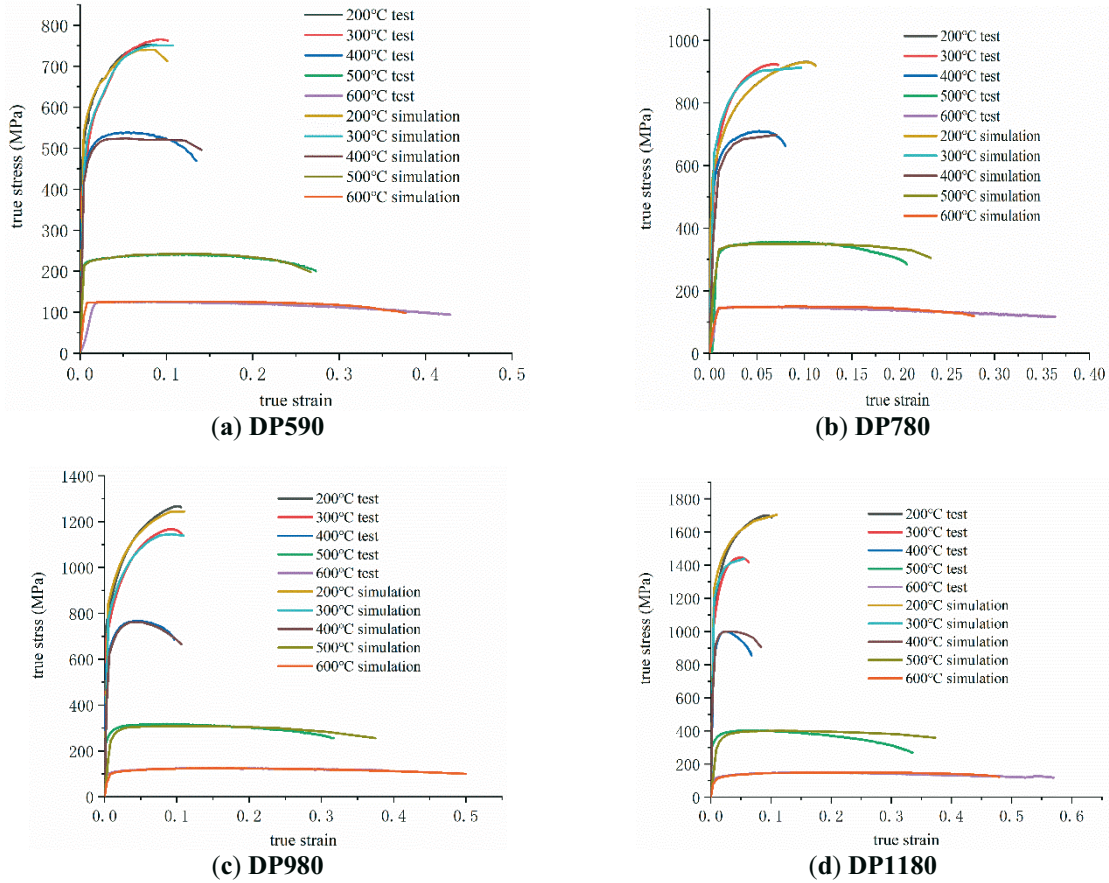 800
700
600
500
400
300
200
100
0
true stress (MPa)
200℃ test
300℃ test
400℃ test
500℃ test
600℃ test
200℃ simulation
300℃ simulation
400℃ simulation
500℃ simulation
600℃ simulation
0.0 0.1 0.2 0.3 0.4 0.5
true strain
(a) DP590
1000
800
600
400
200
0
true stress (MPa)
200℃ test
300℃ test
400℃ test
500℃ test
600℃ test
200℃ simulation
300℃ simulation
400℃ simulation
500℃ simulation
600℃ simulation
0.00 0.05 0.10 0.15 0.20 0.25 0.30 0.35 0.40
true strain
(b) DP780
1400
1200
1000
800
600
400
200
0
true strss (MPa)
200℃ test
300℃ test
400℃ test
500℃ test
600℃ test
200℃ simulation
300℃ simulation
400℃ simulation
500℃ simulation
600℃ simulation
0.0 0.1 0.2 0.3 0.4 0.5
true strain
(c) DP980
1800
1600
1400
1200
1000
800
600
400
200
0
true stress (MPa)
200℃ test
300℃ test
400℃ test
500℃ test
600℃ test
200℃ simulation
300℃ simulation
400℃ simulation
500℃ simulation
600℃ simulation
0.0 0.1 0.2 0.3 0.4 0.5 0.6
true strain
(d) DP1180